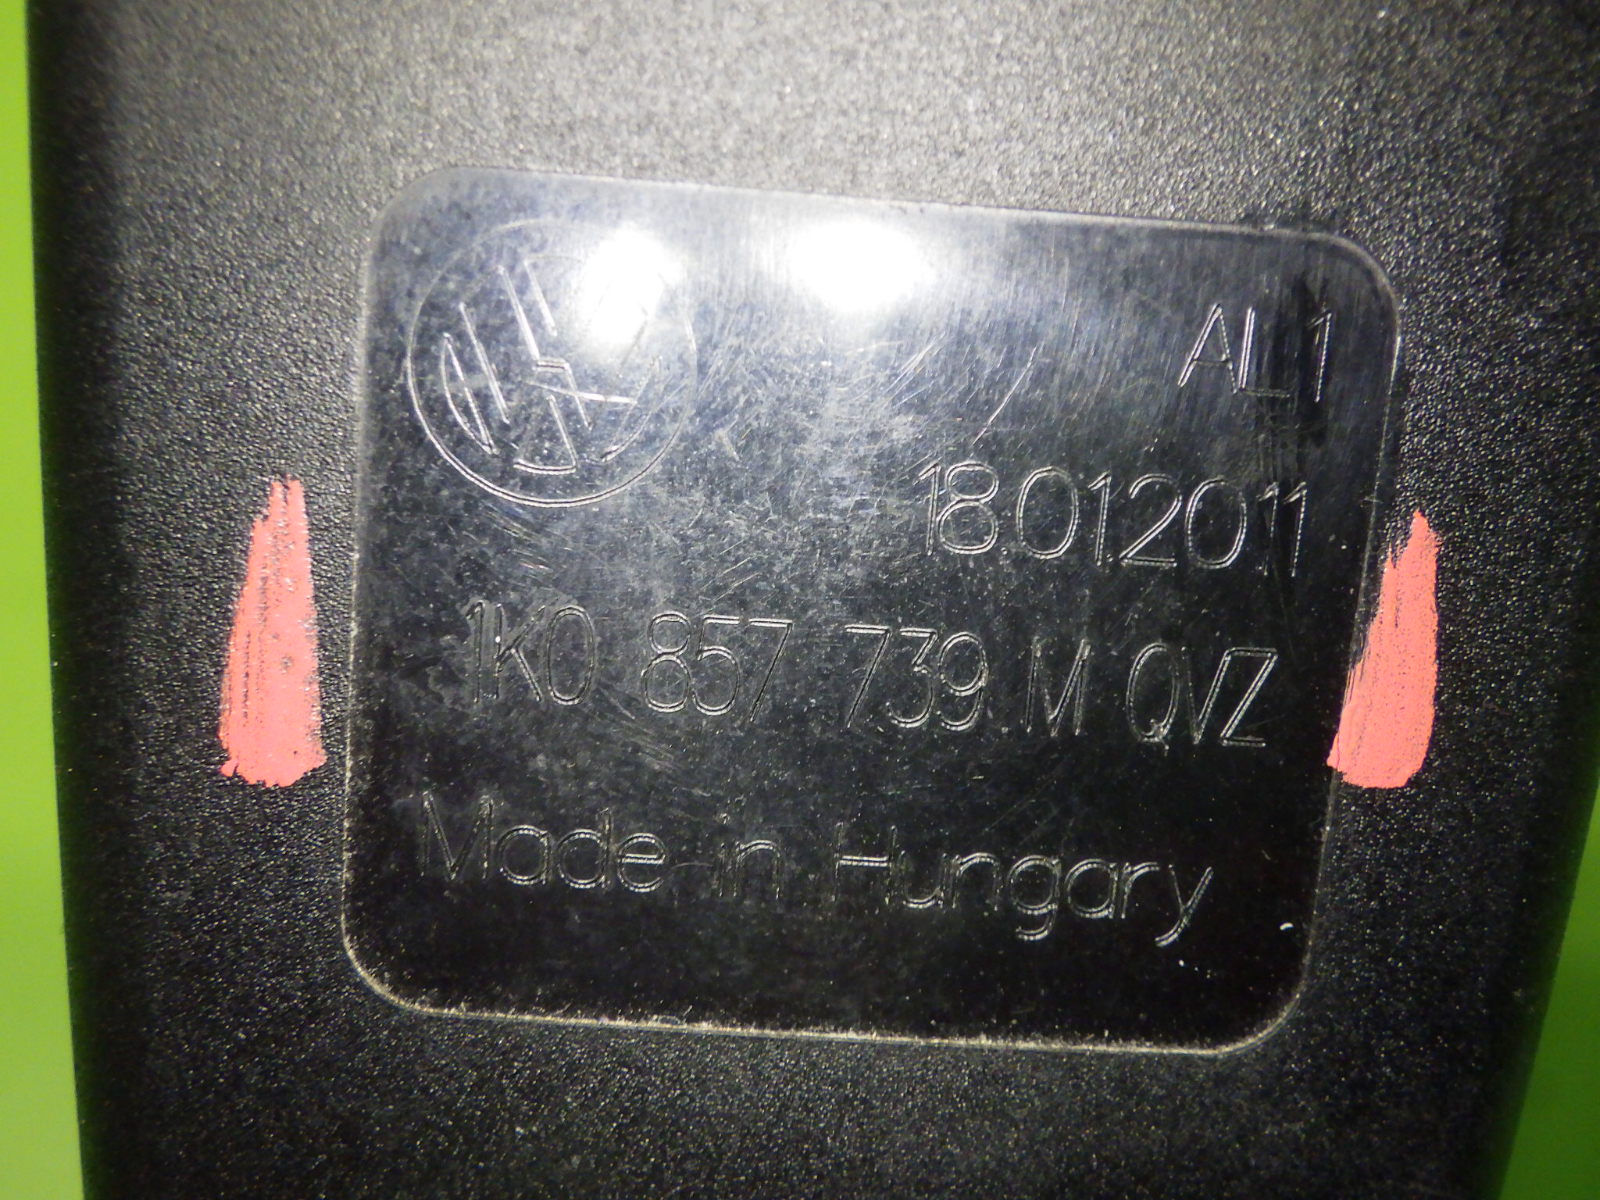 AL1
18.01.2011
1K0 857 739 M QVZ
Made in Hungary